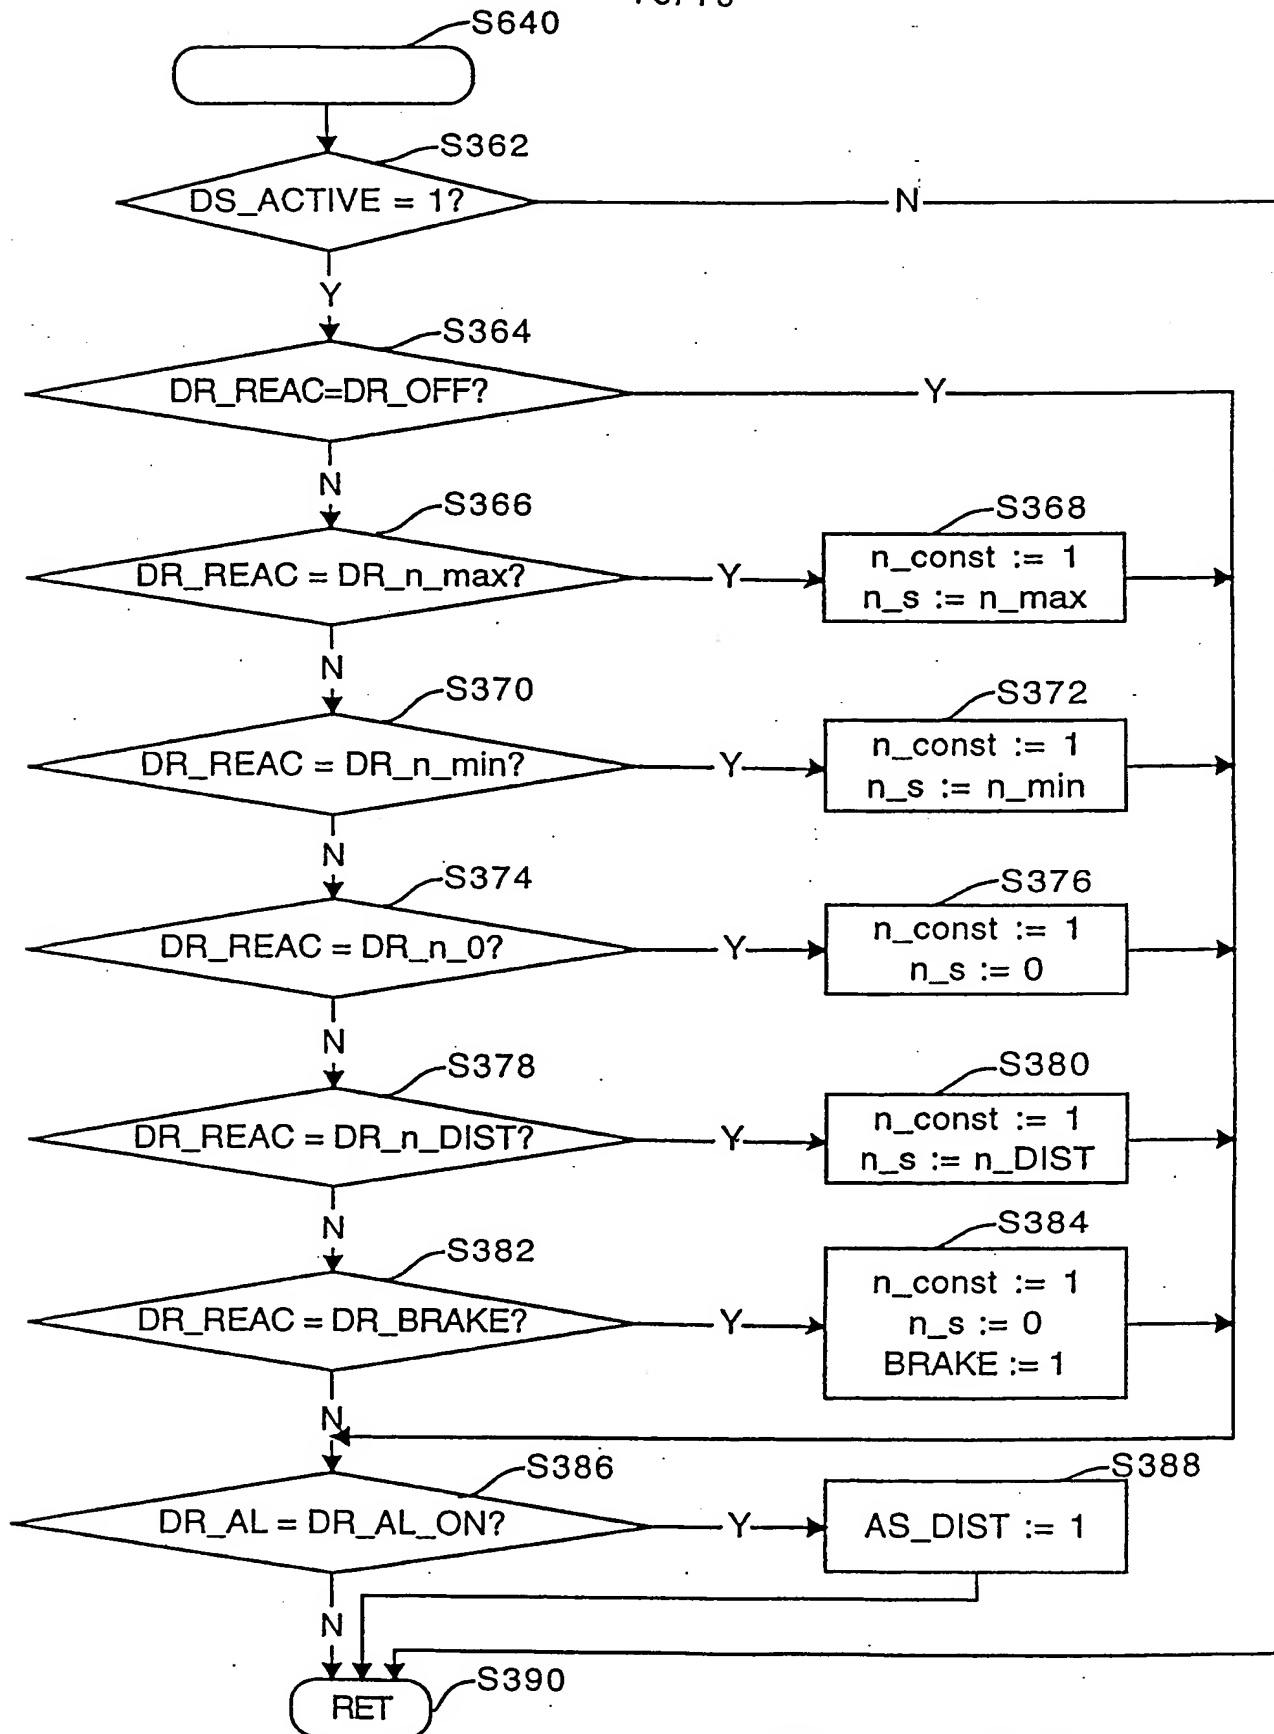 S640
S362
DS_ACTIVE = 1?
N
Y
S364
DR_REAC=DR_OFF?
Y
N
S366
DR_REAC = DR_n_max?
Y
S368
n_const := 1
n_s := n_max
N
S370
DR_REAC = DR_n_min?
Y
S372
n_const := 1
n_s := n_min
N
S374
DR_REAC = DR_n_0?
Y
S376
n_const := 1
n_s := 0
N
S378
DR_REAC = DR_n_DIST?
Y
S380
n_const := 1
n_s := n_DIST
N
S382
DR_REAC = DR_BRAKE?
Y
S384
n_const := 1
n_s := 0
BRAKE := 1
N
S386
DR_AL = DR_AL_ON?
Y
S388
AS_DIST := 1
N
S390
RET